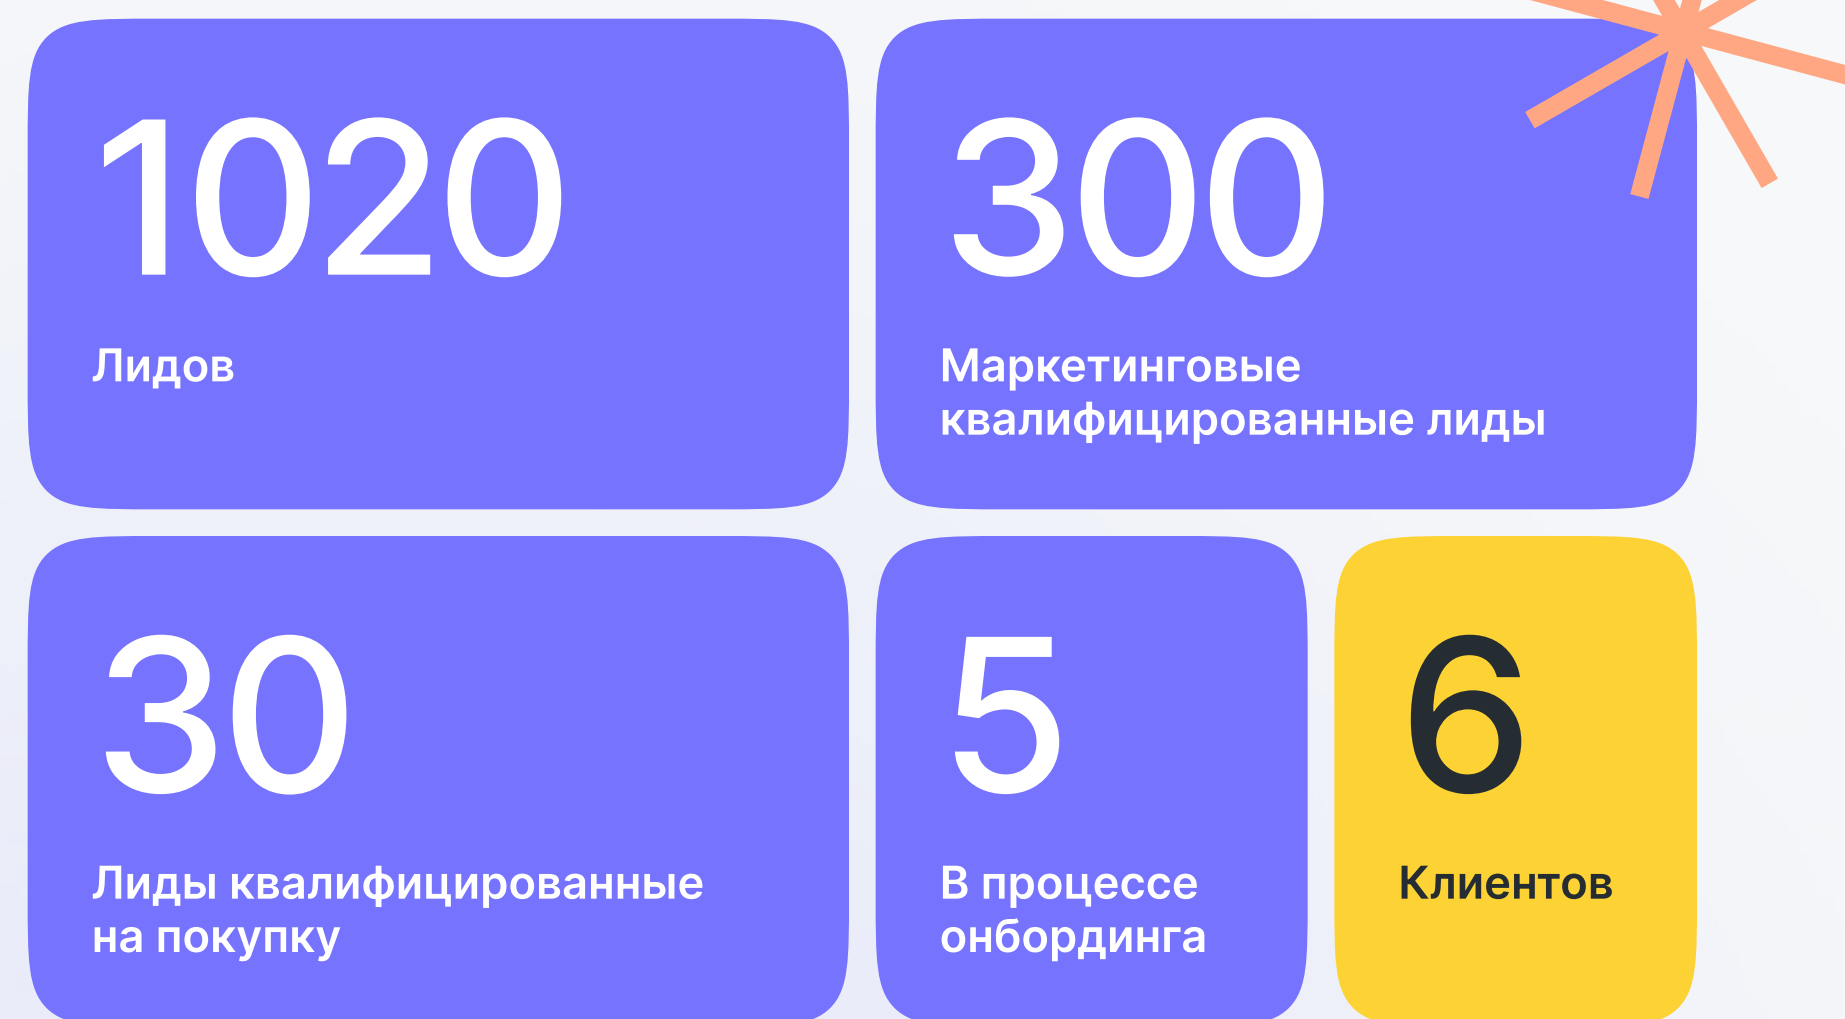 1020
Лидов
300
Маркетинговые
квалифицированные лиды
30
Лиды квалифицированные
на покупку
5
В процессе
онбординга
6
Клиентов